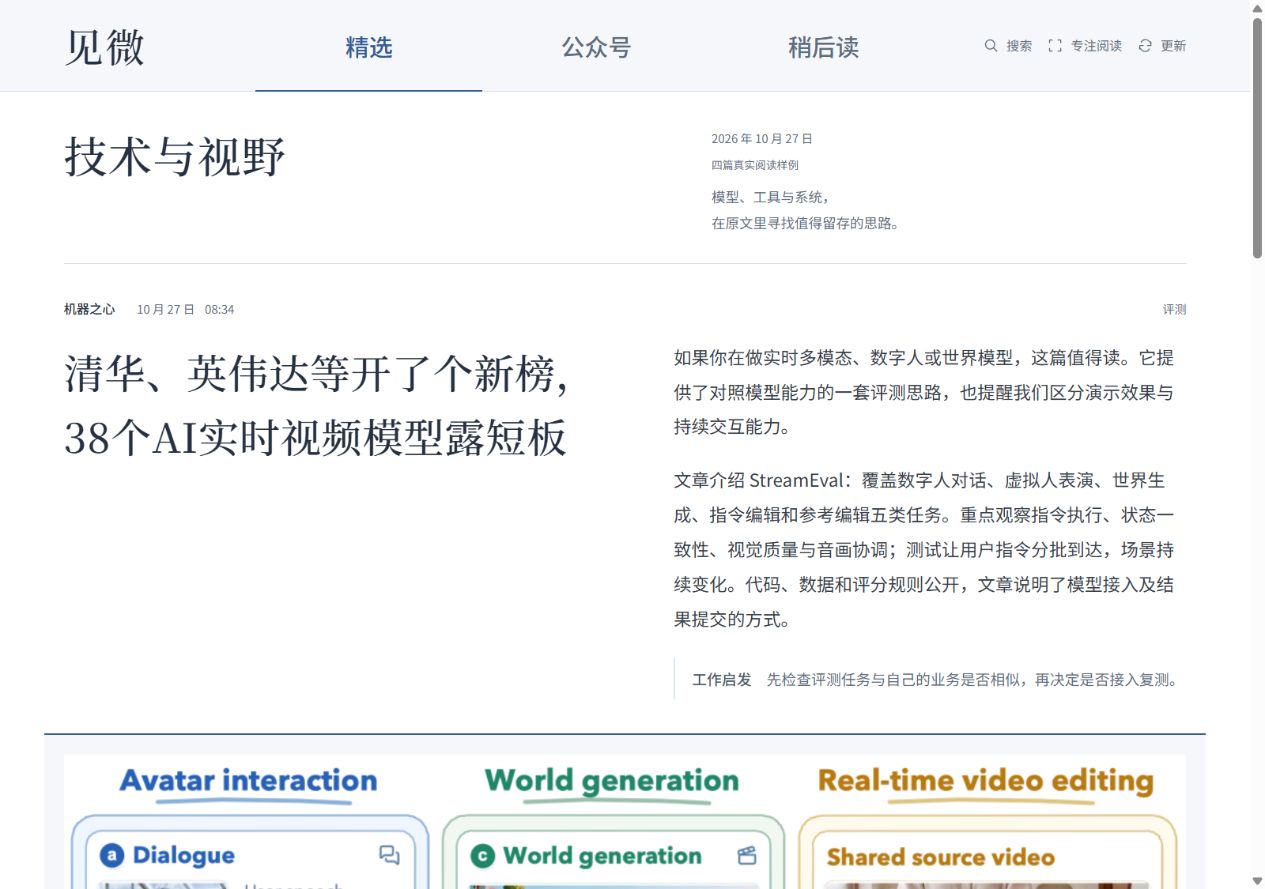 见微
精选
公众号
稍后读
搜索
专注阅读
更新
技术与视野
2026 年 10 月 27 日
四篇真实阅读样例
模型、工具与系统，
在原文里寻找值得留存的思路。
机器之心 10 月 27 日 08:34
评测
清华、英伟达等开了个新榜，
38个AI实时视频模型露短板
如果你在做实时多模态、数字人或世界模型，这篇值得读。它提
供了对照模型能力的一套评测思路，也提醒我们区分演示效果与
持续交互能力。
文章介绍 StreamEval：覆盖数字人对话、虚拟人表演、世界生
成、指令编辑和参考编辑五类任务。重点观察指令执行、状态一
致性、视觉质量与音画协调；测试让用户指令分批到达，场景持
续变化。代码、数据和评分规则公开，文章说明了模型接入及结
果提交的方式。
工作启发 先检查评测任务与自己的业务是否相似，再决定是否接入复测。
Avatar interaction
World generation
Real-time video editing
a Dialogue
c World generation
Shared source video